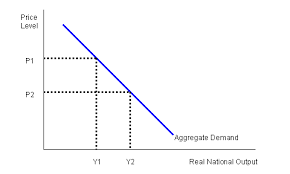 Price
Level
P1
P2
Aggregate Demand
Y1
Y2
Real National Output